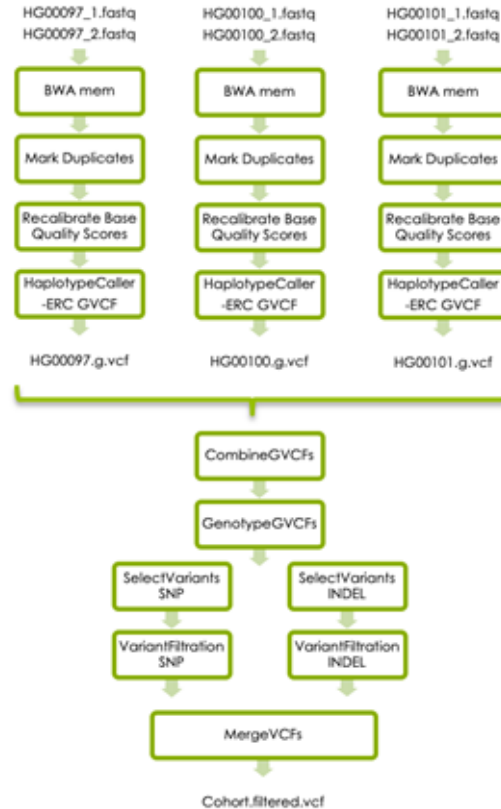 HG00097_1.fastq
HG00097_2.fastq
HG00100_1.fastq
HG00100_2.fastq
HG00101_1.fastq
HG00101_2.fastq
BWA mem
BWA mem
BWA mem
Mark Duplicates
Mark Duplicates
Mark Duplicates
Recalibrate Base
Quality Scores
Recalibrate Base
Quality Scores
Recalibrate Base
Quality Scores
HaplotypeCaller
-ERC GVCF
HaplotypeCaller
-ERC GVCF
HaplotypeCaller
-ERC GVCF
HG00097.g.vcf
HG00100.g.vcf
HG00101.g.vcf
CombineGVCFs
GenotypeGVCFs
SelectVariants
SNP
SelectVariants
INDEL
VariantFiltration
SNP
VariantFiltration
INDEL
MergeVCFs
Cohort.filtered.vcf